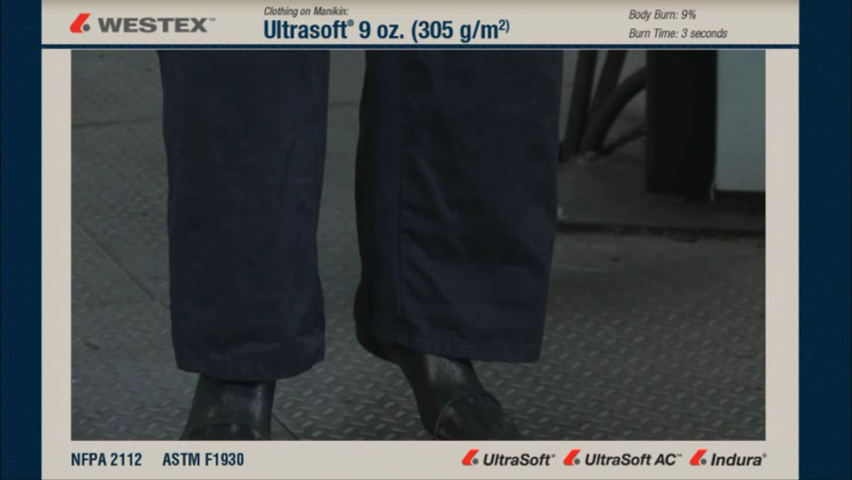 WESTEX™
Clothing on Manikin:
Ultrasoft® 9 oz. (305 g/m²)
Body Burn: 9%
Burn Time: 3 seconds
NFPA 2112 ASTM F1930
UltraSoft® UltraSoft AC™ Indura®